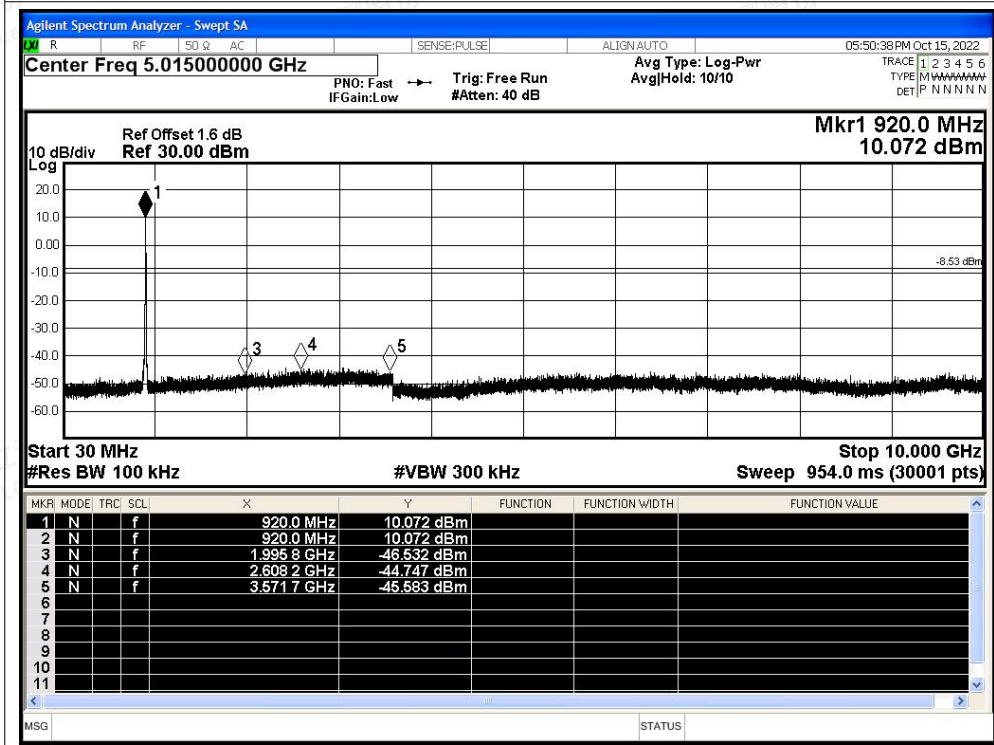 Agilent Spectrum Analyzer - Swept SA
LXI R RF 50 Ω AC SENSE:PULSE ALIGN AUTO 05:50:38 PM Oct 15, 2022
Center Freq 5.015000000 GHz
PNO: Fast
IFGain:Low
Trig: Free Run
#Atten: 40 dB
Avg Type: Log-Pwr
Avg|Hold: 10/10
TRACE 1 2 3 4 5 6
TYPE M
DET P N N N N N
Mkr1 920.0 MHz
10.072 dBm
Ref Offset 1.6 dB
10 dB/div Ref 30.00 dBm
Log
20.0
1
10.0
0.00
-8.53 dBm
-10.0
-20.0
-30.0
-40.0
3 4 5
-50.0
-60.0
Start 30 MHz Stop 10.000 GHz
#Res BW 100 kHz #VBW 300 kHz Sweep 954.0 ms (30001 pts)
MKR MODE TRC SCL X Y FUNCTION FUNCTION WIDTH FUNCTION VALUE
1 N f 920.0 MHz 10.072 dBm
2 N f 920.0 MHz 10.072 dBm
3 N f 1.995 8 GHz -46.532 dBm
4 N f 2.608 2 GHz -44.747 dBm
5 N f 3.571 7 GHz -45.583 dBm
6
7
8
9
10
11
MSG STATUS